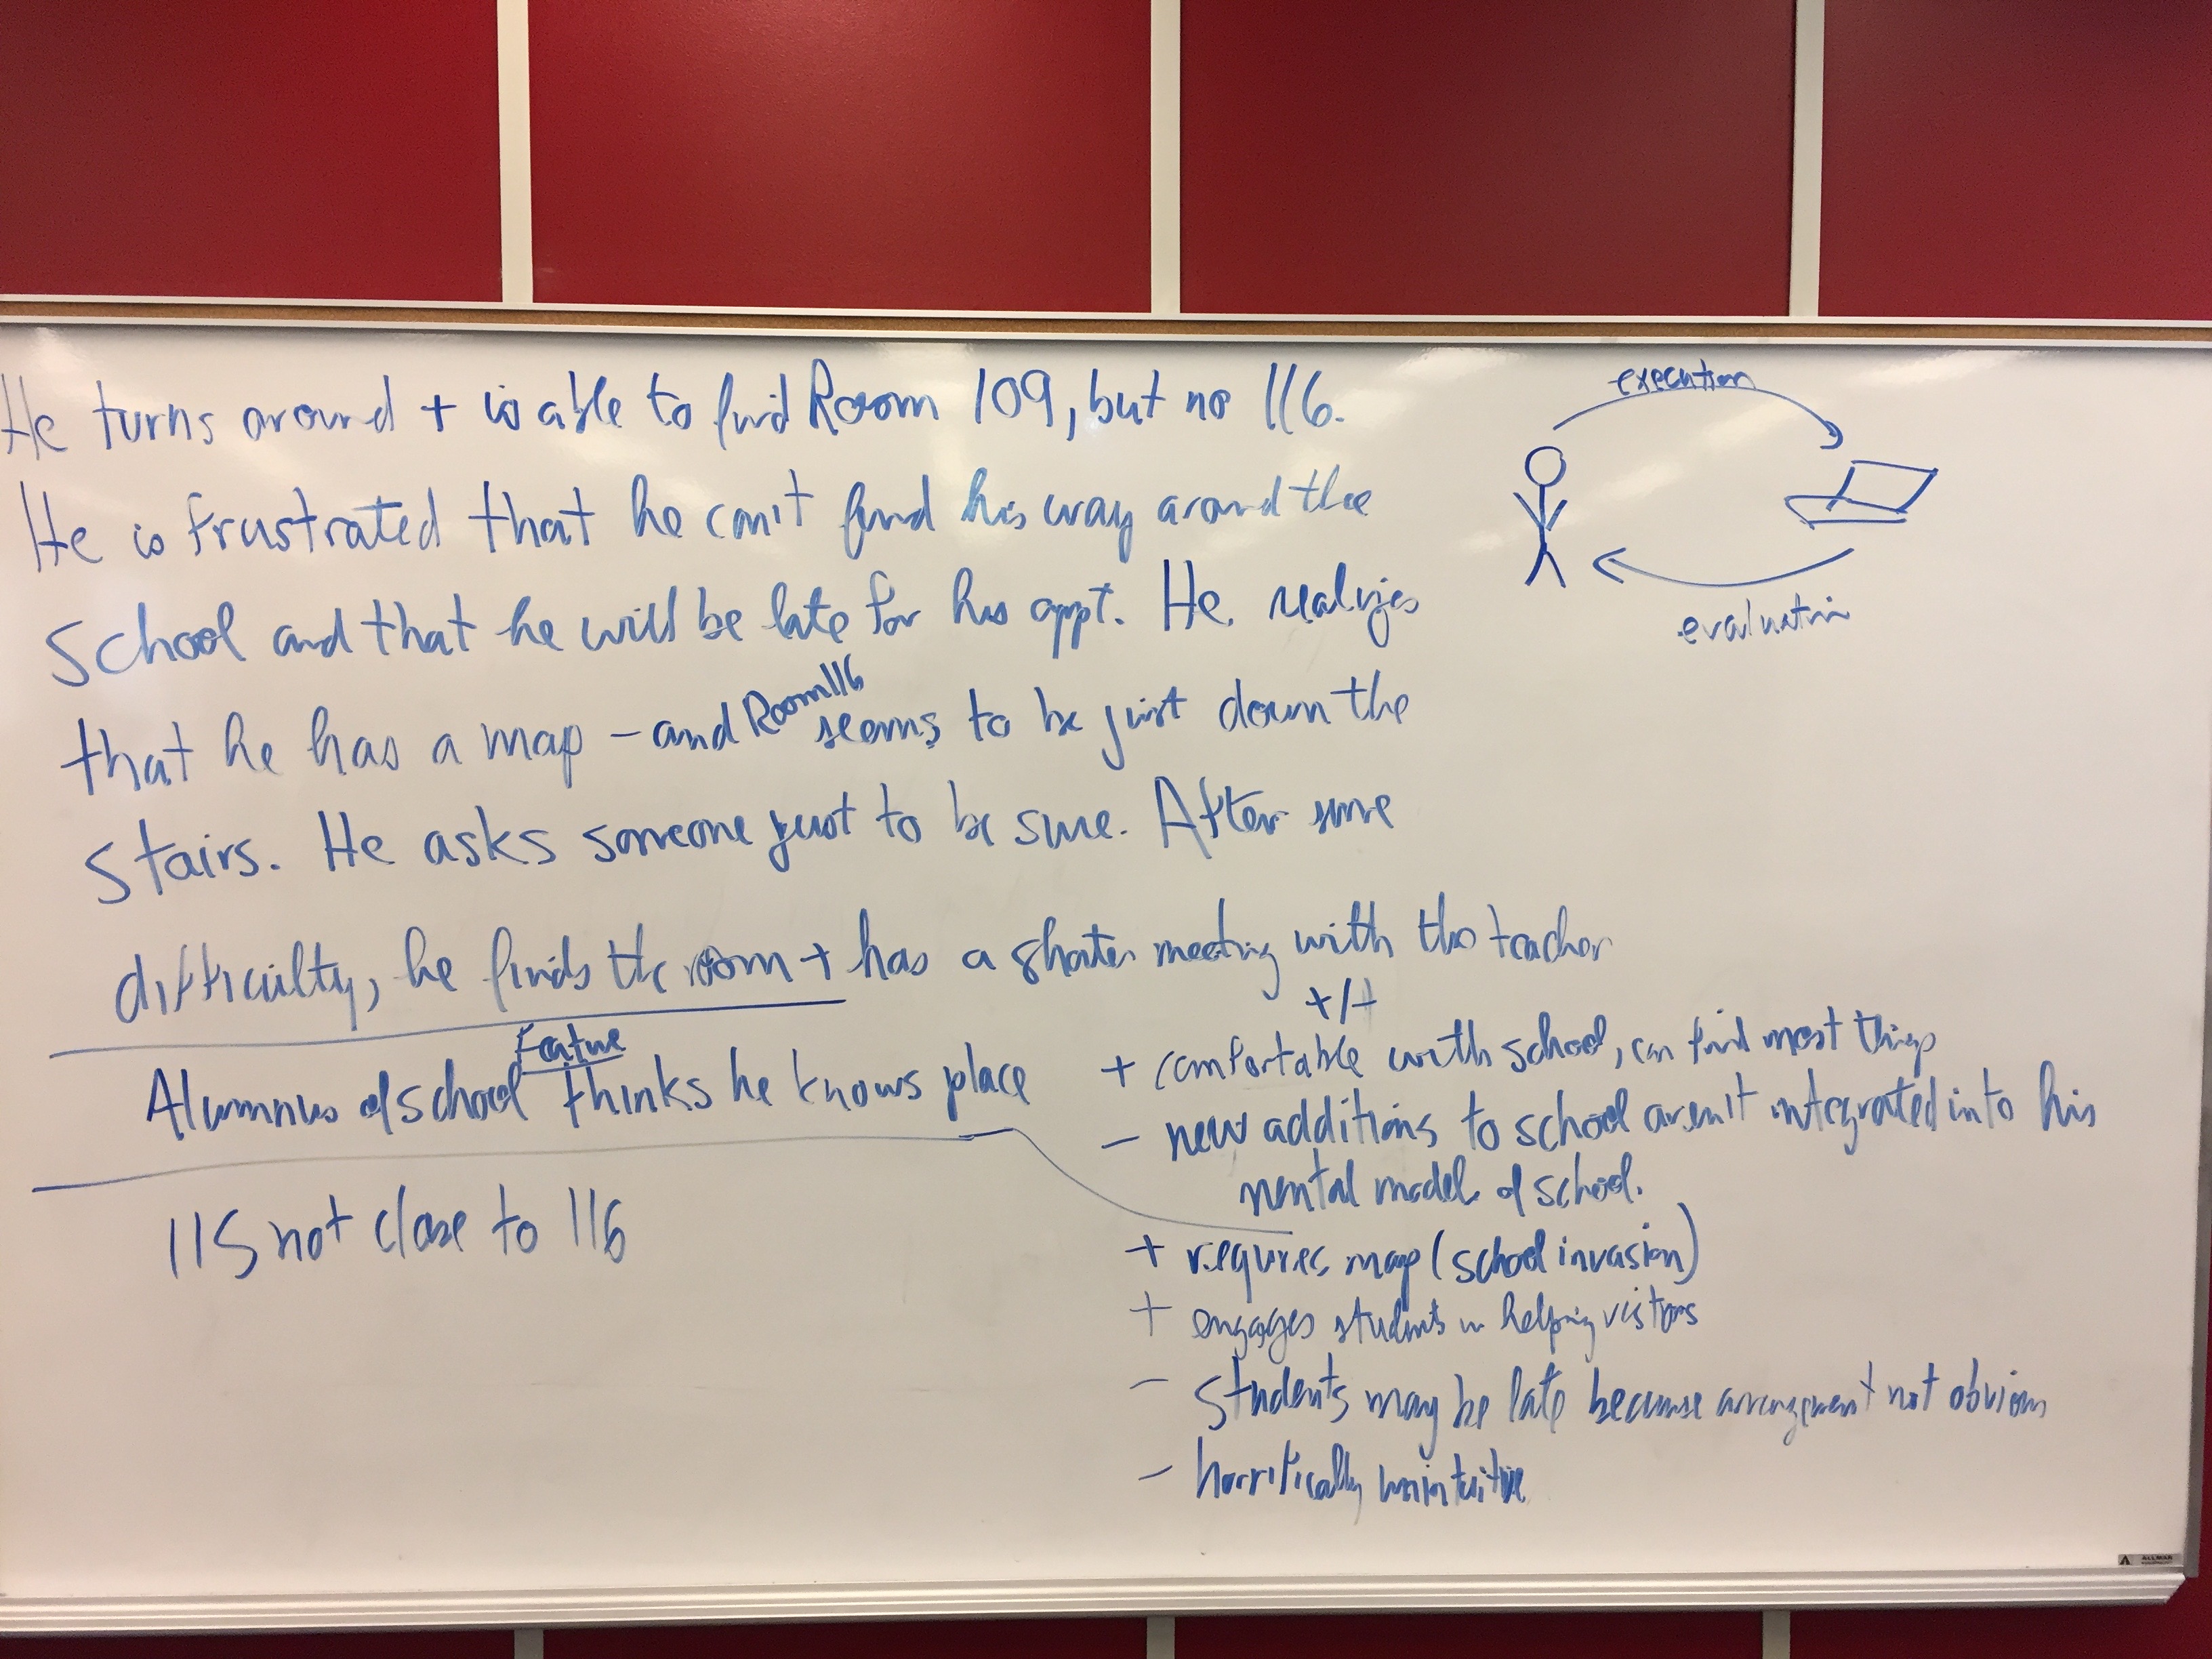 He turns around + is able to find Room 109, but no 116.
He is frustrated that he can't find his way around the
School and that he will be late for his appt. He realizes
that he has a map - and Room 116 seems to be just down the
stairs. He asks someone just to be sure. After some
difficulty, he finds the room + has a shorter meeting with the teacher
execution
evaluation
Feature
Alumnus of school thinks he knows place
115 not close to 116
+/+
+ comfortable with school, can find most things
- new additions to school aren't integrated into his
mental model of school.
+ requires map (school invasion)
+ engages students in helping visitors
- Students may be late because arrangement not obvious
- horrifically unintuitive
ALLMAR